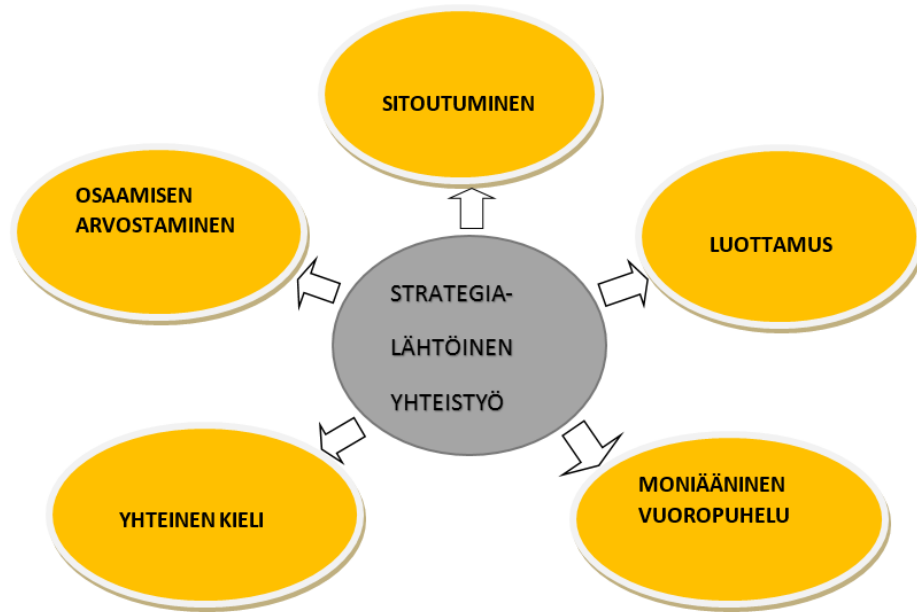 SITOUTUMINEN
OSAAMISEN
ARVOSTAMINEN
LUOTTAMUS
STRATEGIA-
LÄHTÖINEN
YHTEISTYÖ
YHTEINEN KIELI
MONIÄÄNINEN
VUOROPUHELU